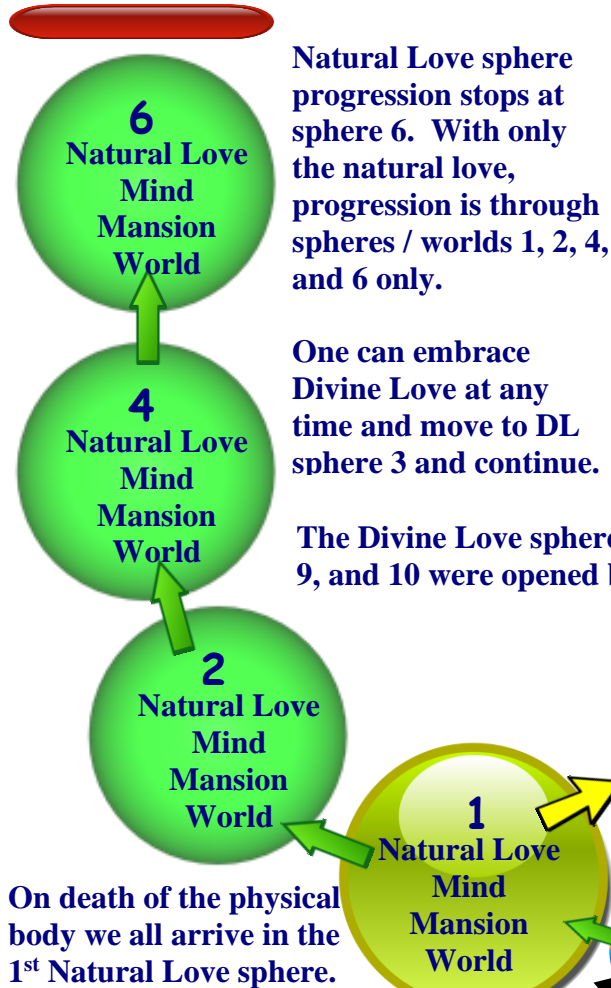 Natural Love sphere
progression stops at
sphere 6. With only
the natural love,
progression is through
spheres / worlds 1, 2, 4,
and 6 only.
6
Natural Love
Mind
Mansion
World
One can embrace
Divine Love at any
time and move to DL
sphere 3 and continue.
4
Natural Love
Mind
Mansion
World
The Divine Love sphere
9, and 10 were opened
2
Natural Love
Mind
Mansion
World
1
Natural Love
Mind
Mansion
World
On death of the physical
body we all arrive in the
1st Natural Love sphere.